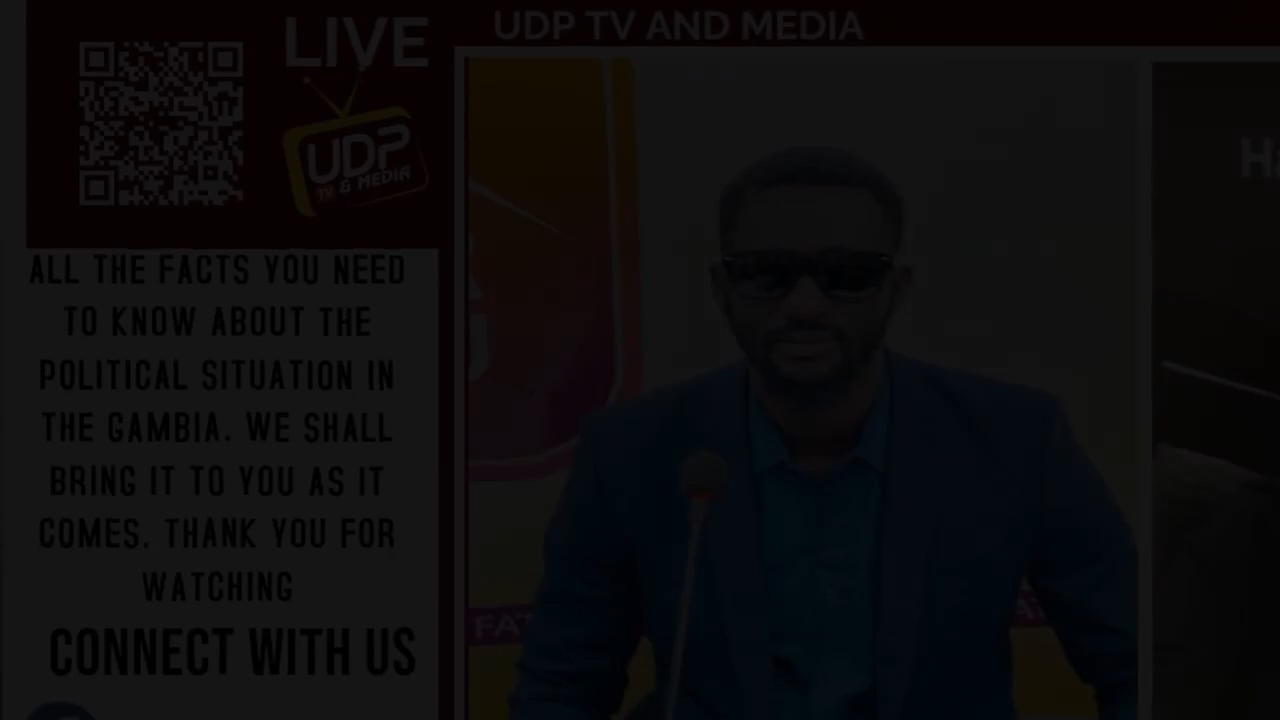 LIVE
UDP TV AND MEDIA
UDP
TV & MEDIA
ALL THE FACTS YOU NEED
TO KNOW ABOUT THE
POLITICAL SITUATION IN
THE GAMBIA. WE SHALL
BRING IT TO YOU AS IT
COMES. THANK YOU FOR
WATCHING
CONNECT WITH US